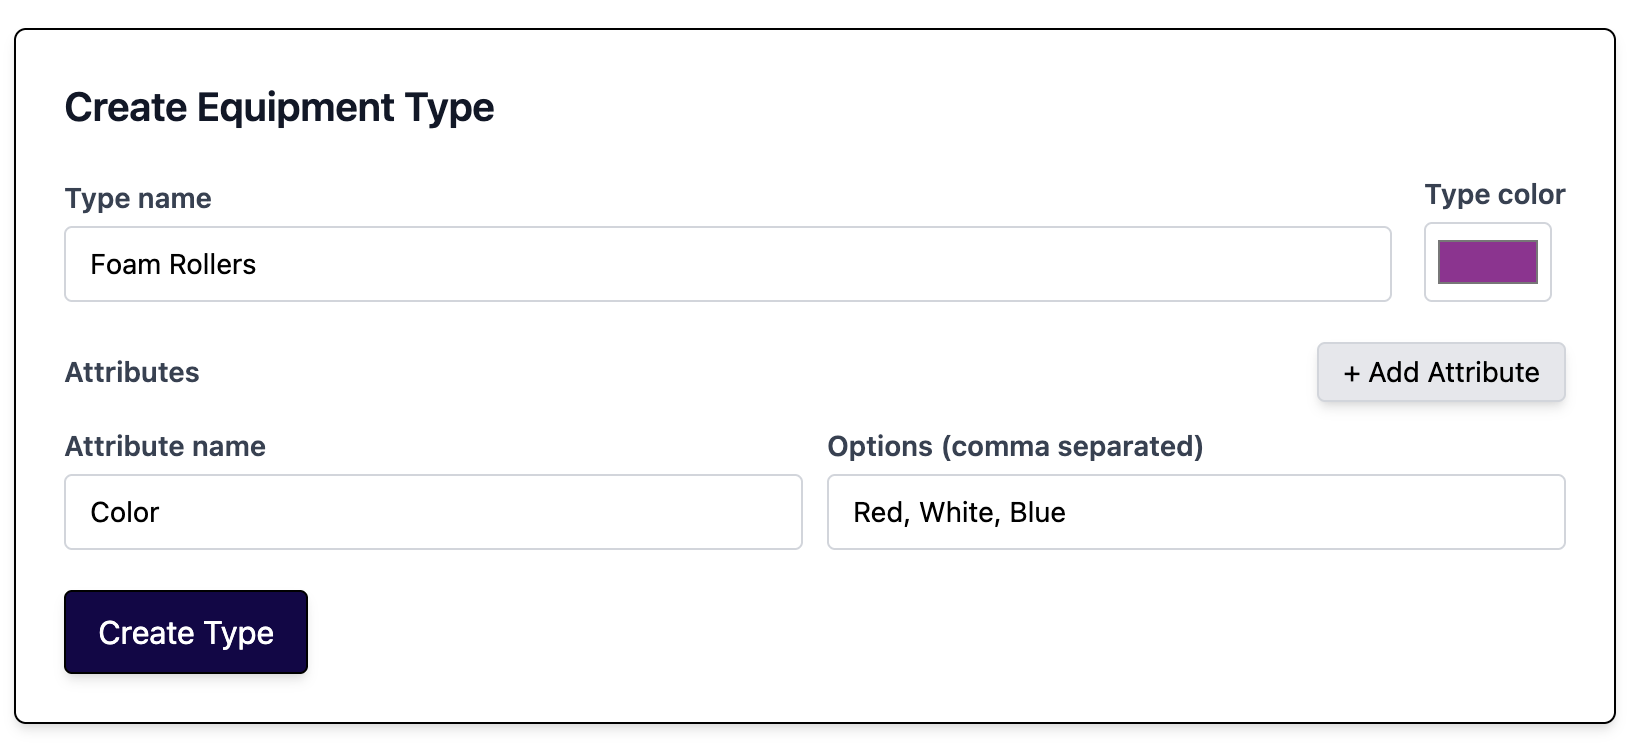 Create Equipment Type
Type name
Type color
Foam Rollers
Attributes
+ Add Attribute
Attribute name
Options (comma separated)
Color
Red, White, Blue
Create Type